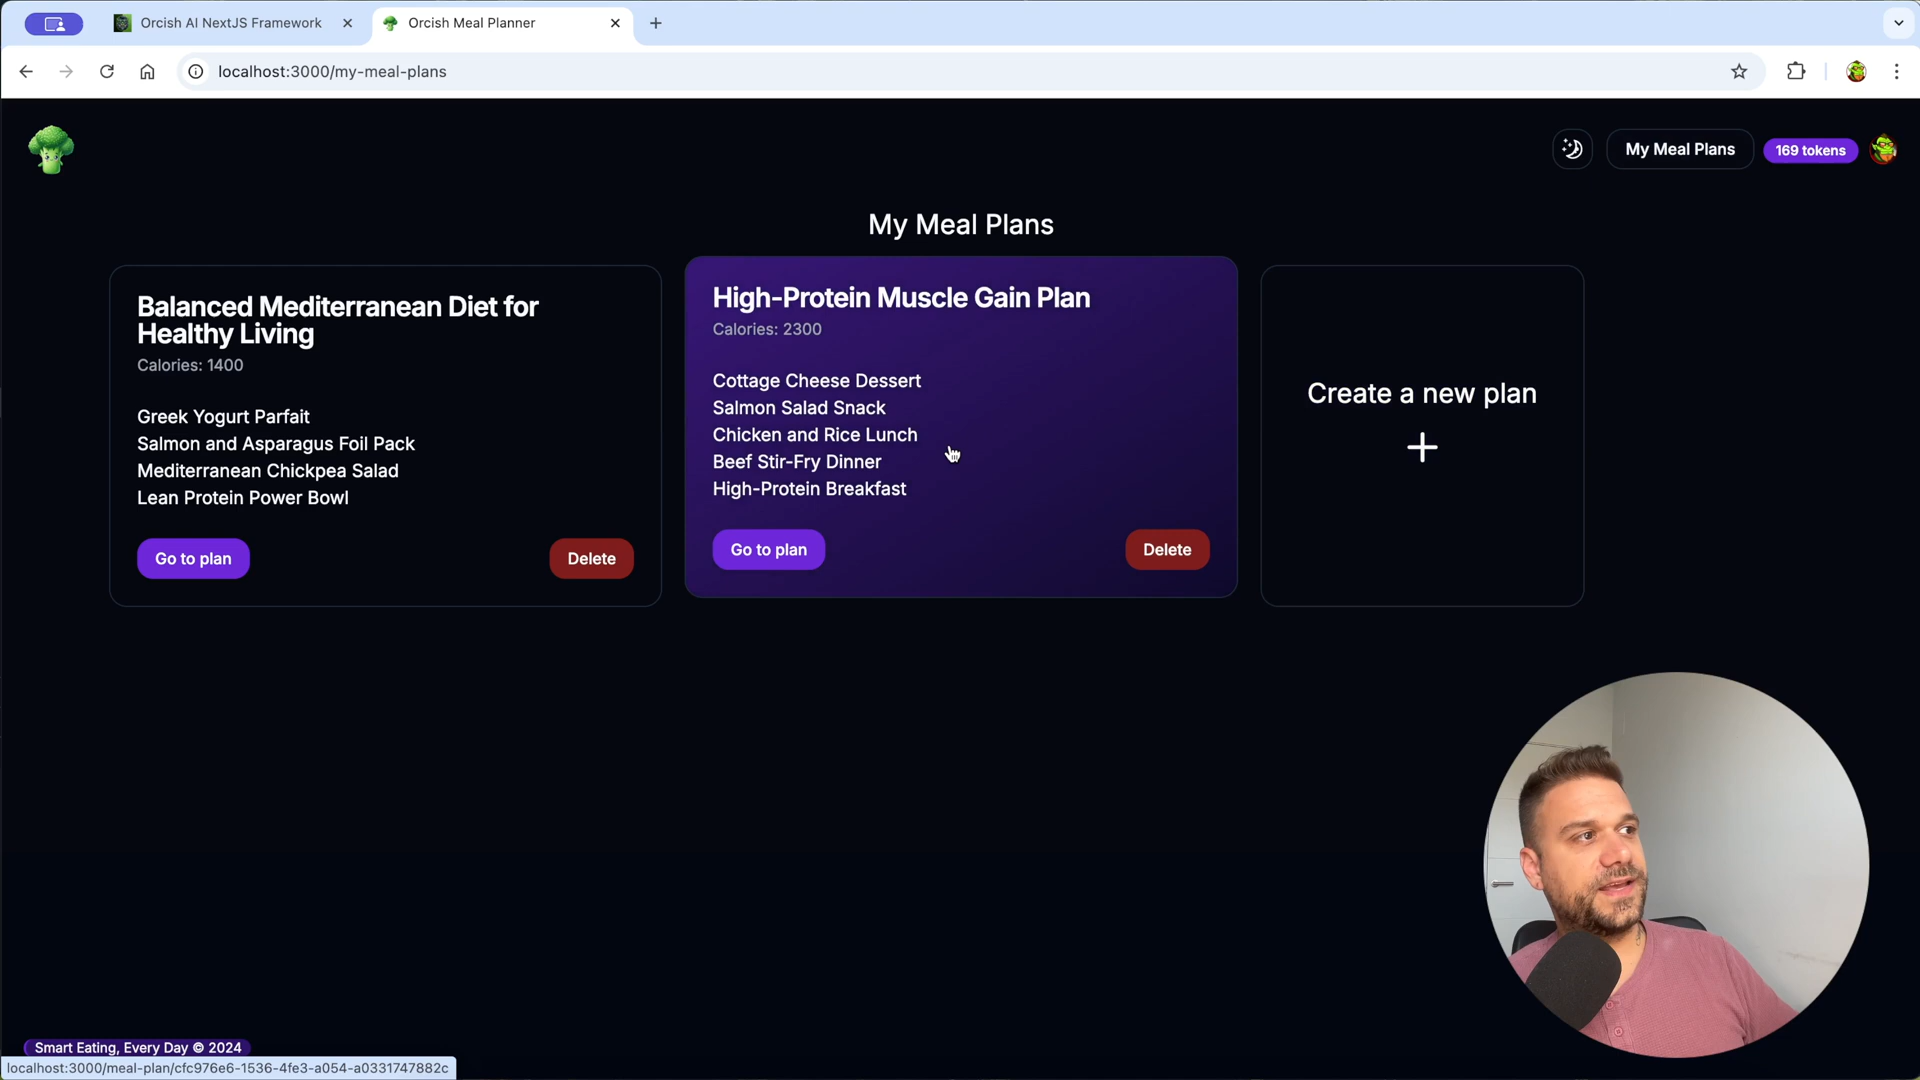 Orcish AI NextJS Framework
Orcish Meal Planner
localhost:3000/my-meal-plans
My Meal Plans
169 tokens
My Meal Plans
Balanced Mediterranean Diet for
Healthy Living
Calories: 1400
Greek Yogurt Parfait
Salmon and Asparagus Foil Pack
Mediterranean Chickpea Salad
Lean Protein Power Bowl
Go to plan
Delete
High-Protein Muscle Gain Plan
Calories: 2300
Cottage Cheese Dessert
Salmon Salad Snack
Chicken and Rice Lunch
Beef Stir-Fry Dinner
High-Protein Breakfast
Go to plan
Delete
Create a new plan
Smart Eating, Every Day © 2024
localhost:3000/meal-plan/cfc976e6-1536-4fe3-a054-a0331747882c